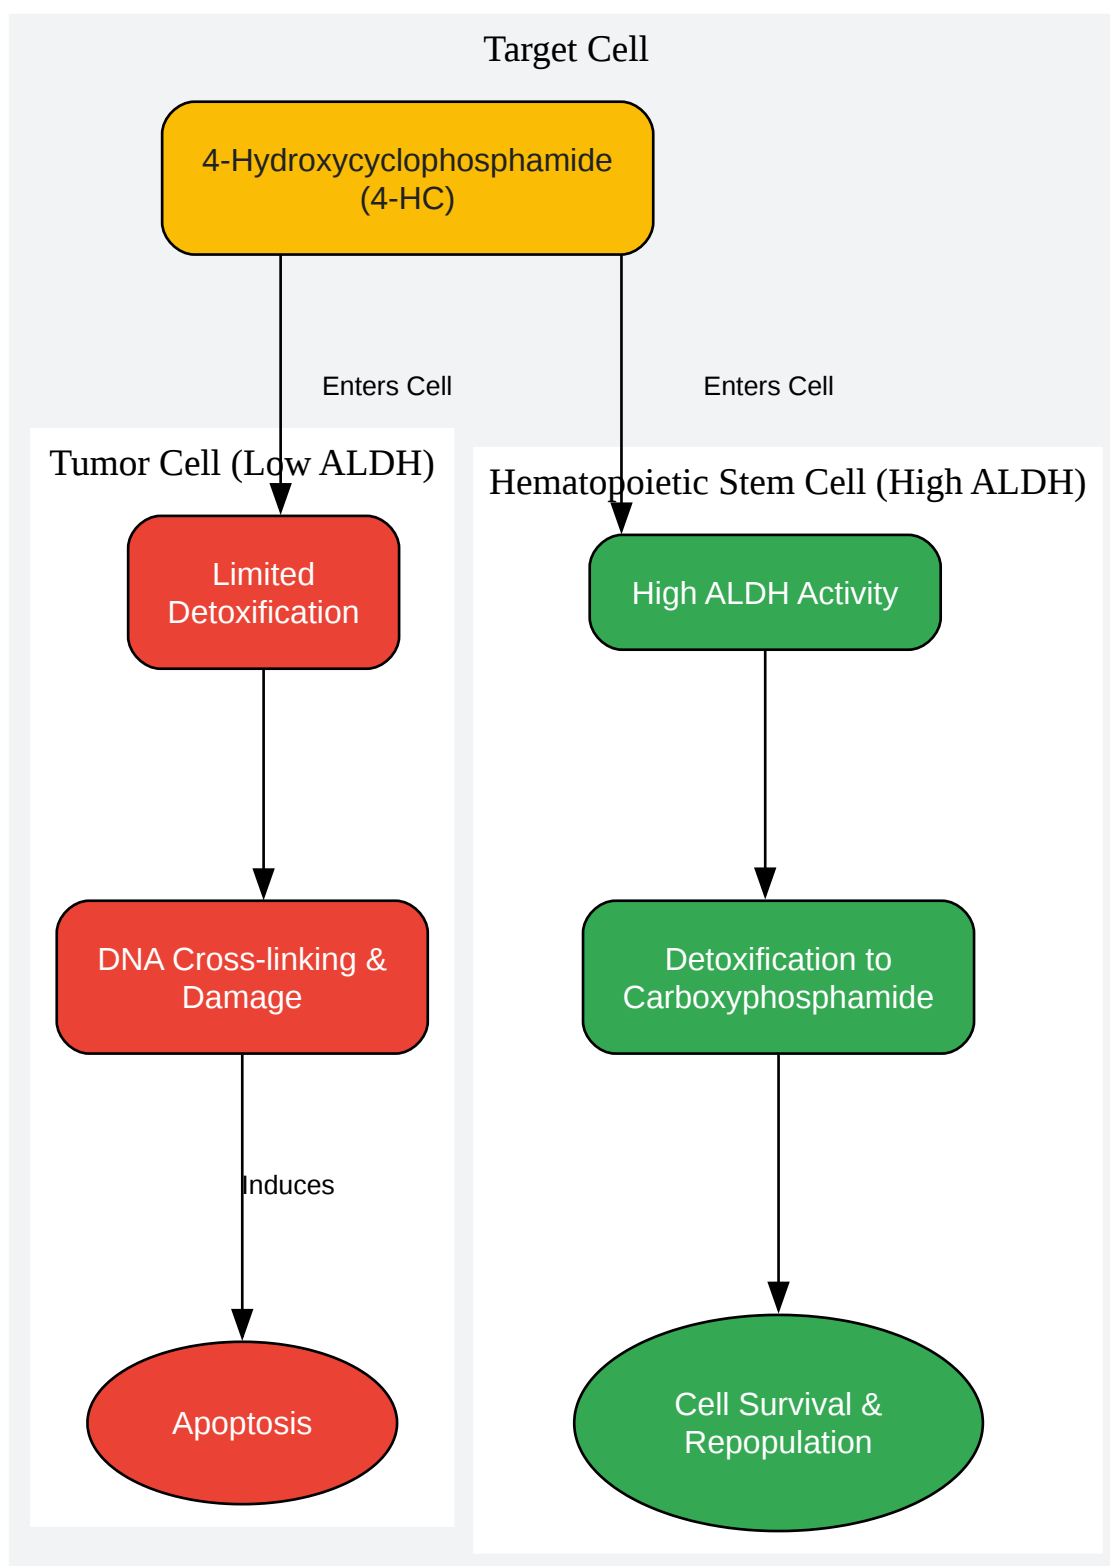 Target Cell
4-Hydroxycyclophosphamide
(4-HC)
Enters Cell
Enters Cell
Tumor Cell (Low ALDH)
Hematopoietic Stem Cell (High ALDH)
Limited
Detoxification
High ALDH Activity
DNA Cross-linking &
Damage
Detoxification to
Carboxyphosphamide
Induces
Apoptosis
Cell Survival &
Repopulation